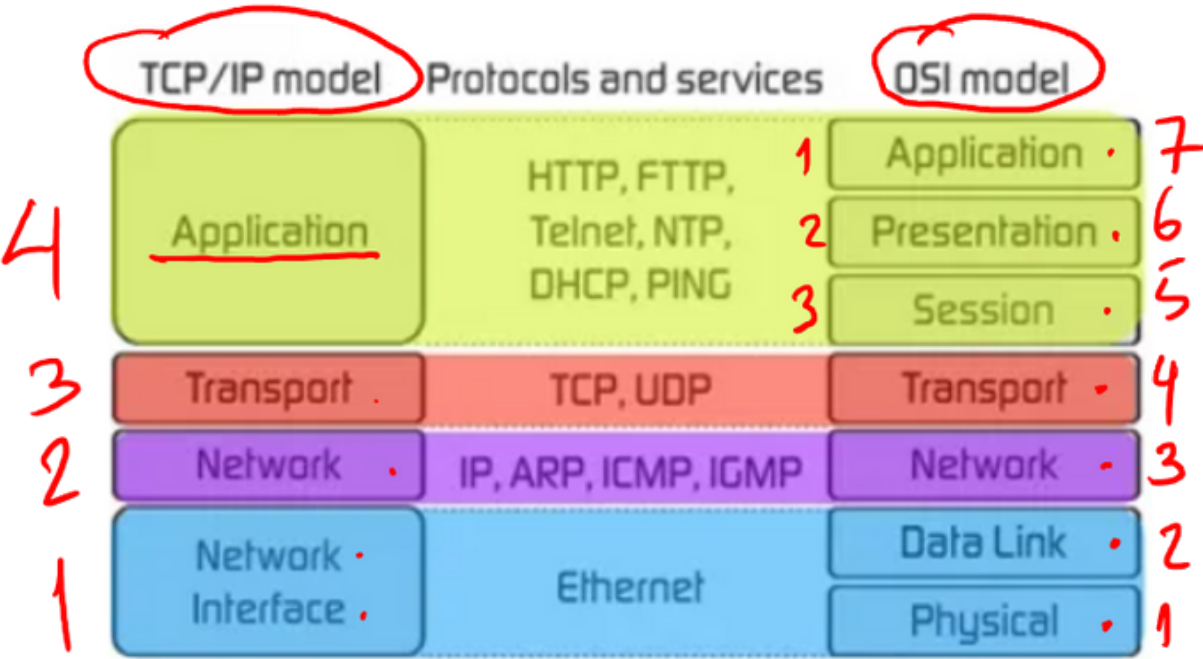 TCP/IP model Protocols and services OSI model
4
Application
HTTP, FTTP,
Telnet, NTP,
DHCP, PING
1 Application 7
2 Presentation 6
3 Session 5
3 Transport TCP, UDP Transport 4
2 Network IP, ARP, ICMP, IGMP Network 3
1
Network
Interface
Ethernet
Data Link 2
Physical 1